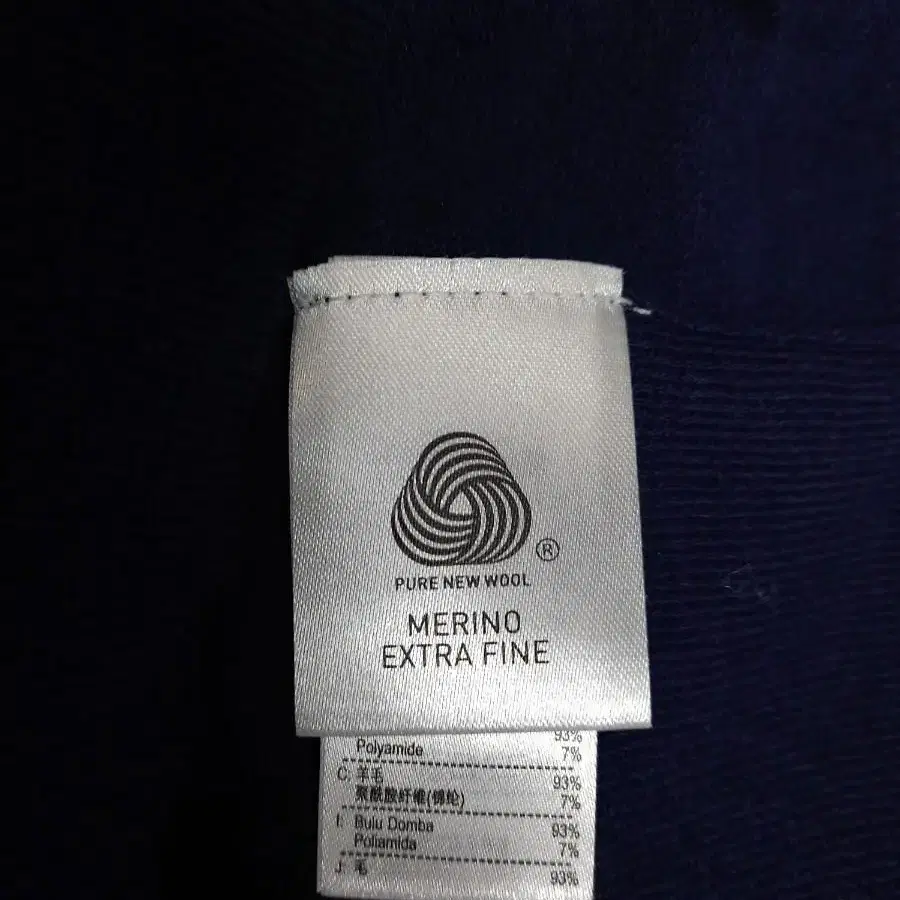 ®
PURE NEW WOOL
MERINO
EXTRA FINE
93%
Polyamide 7%
C: 羊毛 93%
聚酰胺纤维(锦纶) 7%
I: Bulu Domba 93%
Poliamida 7%
J: 毛 93%